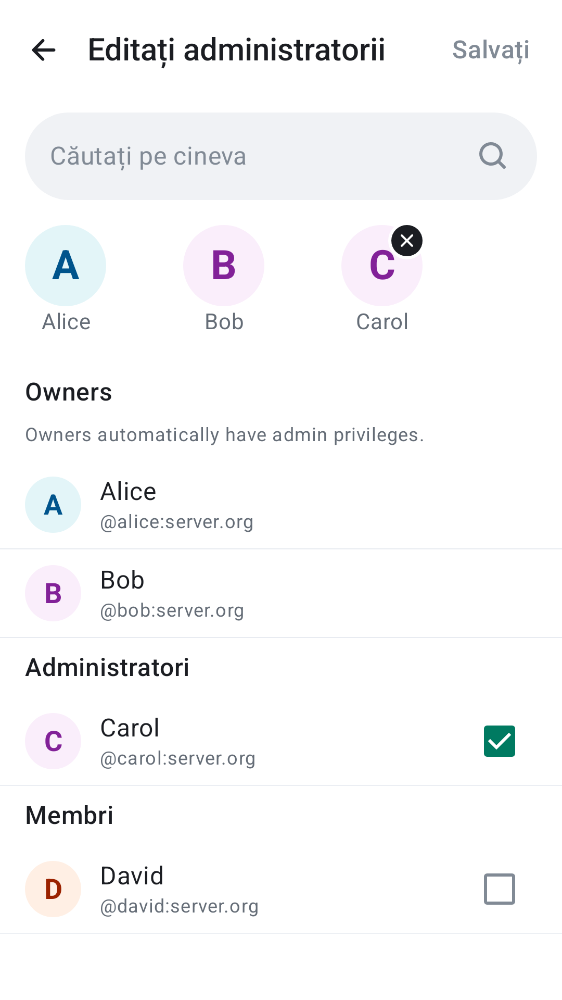 Editați administratorii
Salvați
Căutați pe cineva
A
B
C
Alice
Bob
Carol
Owners
Owners automatically have admin privileges.
A
Alice
@alice:server.org
B
Bob
@bob:server.org
Administratori
C
Carol
@carol:server.org
Membri
D
David
@david:server.org